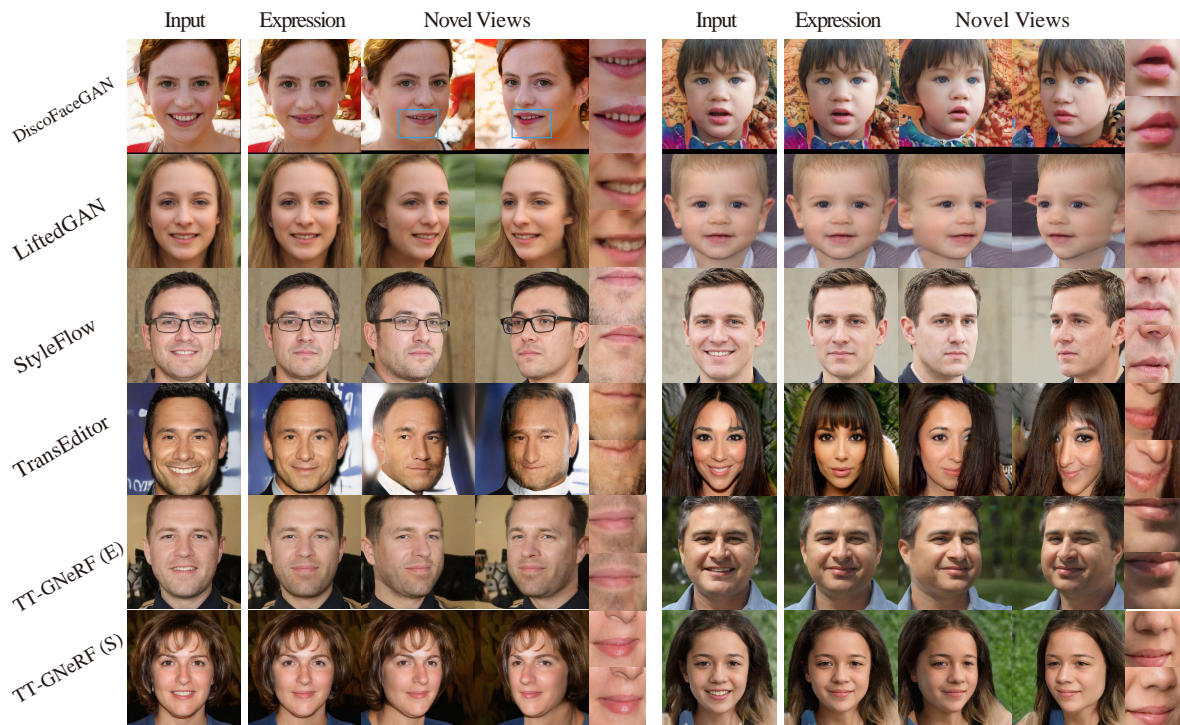 Input Expression Novel Views Input Expression Novel Views
DiscoFaceGAN
LiftedGAN
StyleFlow
TransEditor
TT-GNeRF (E)
TT-GNeRF (S)